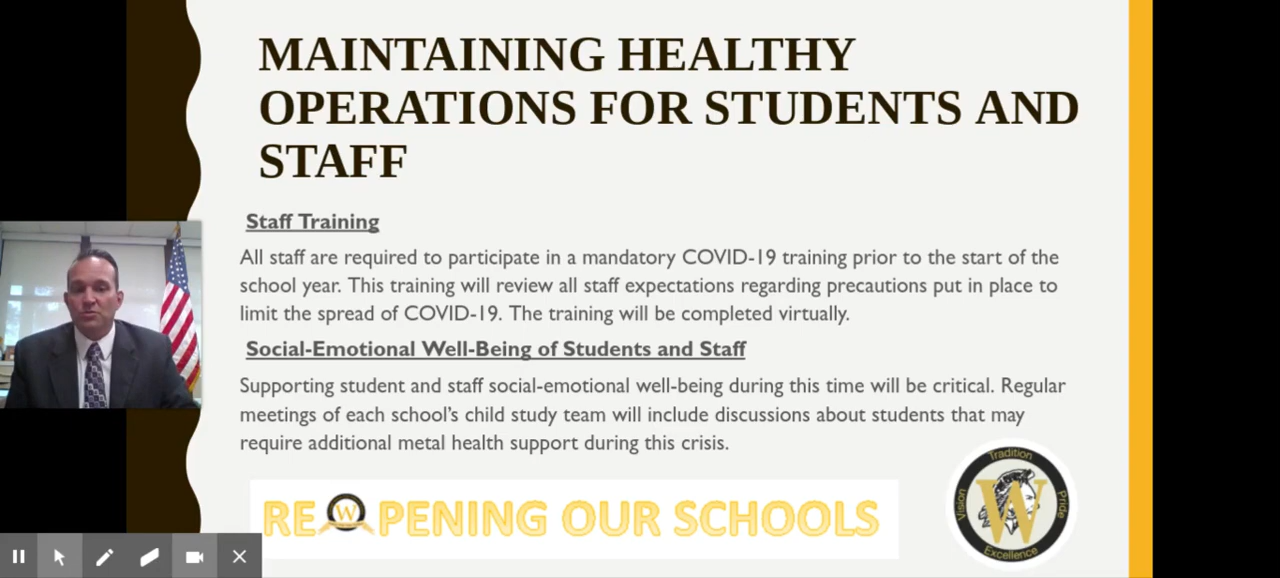 MAINTAINING HEALTHY
OPERATIONS FOR STUDENTS AND
STAFF
Staff Training
All staff are required to participate in a mandatory COVID-19 training prior to the start of the
school year. This training will review all staff expectations regarding precautions put in place to
limit the spread of COVID-19. The training will be completed virtually.
Social-Emotional Well-Being of Students and Staff
Supporting student and staff social-emotional well-being during this time will be critical. Regular
meetings of each school's child study team will include discussions about students that may
require additional metal health support during this crisis.
RE W PENING OUR SCHOOLS
Tradition
Vision
W
Pride
Excellence